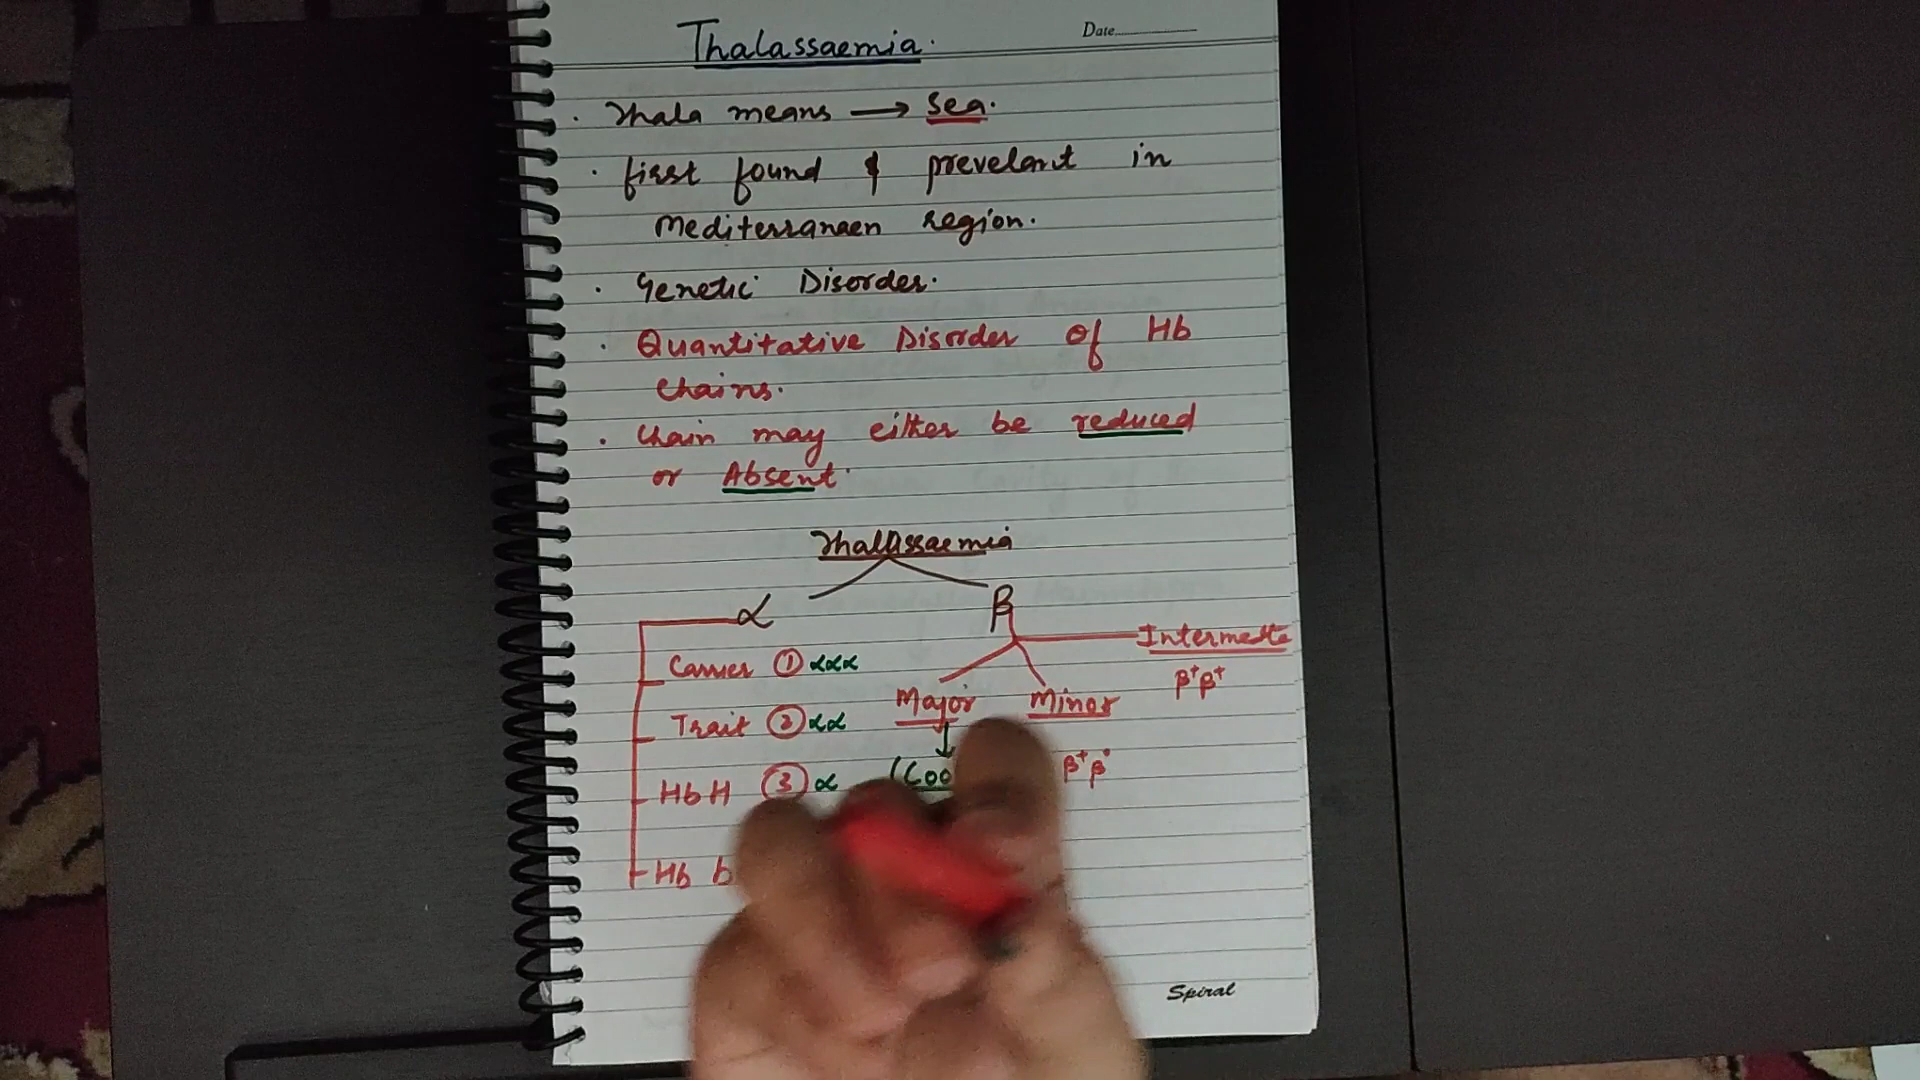 Thalassaemia.
Date
· Thala means → Sea.
· first found & prevelant in
Mediterranaen region.
· Genetic Disorder.
· Quantitative Disorder of Hb
Chains.
· Chain may either be reduced
or Absent.
Thalassaemia
α β
Intermedte
Carrier ① ααα
β⁺β⁺
Major Minor
Trait ② αα
β⁺β°
HbH ③ α
Hb
Spiral